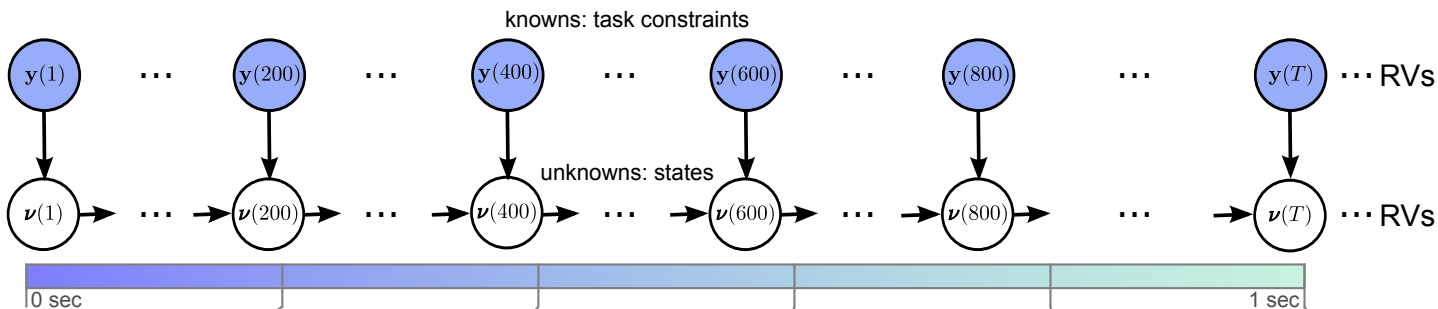 knowns: task constraints
y(1) ... y(200) ... y(400) ... y(600) ... y(800) ... y(T) ... RVs
unknowns: states
ν(1) ... ν(200) ... ν(400) ... ν(600) ... ν(800) ... ν(T) ... RVs
0 sec 1 sec